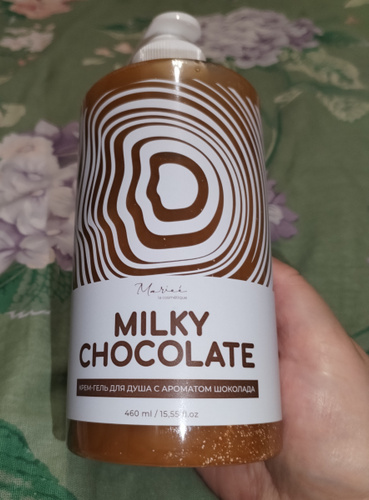 MILKY
CHOCOLATE
КРЕМ-ГЕЛЬ ДЛЯ ДУША С АРОМАТОМ ШОКОЛАДА
460 ml / 15,55 fl.oz